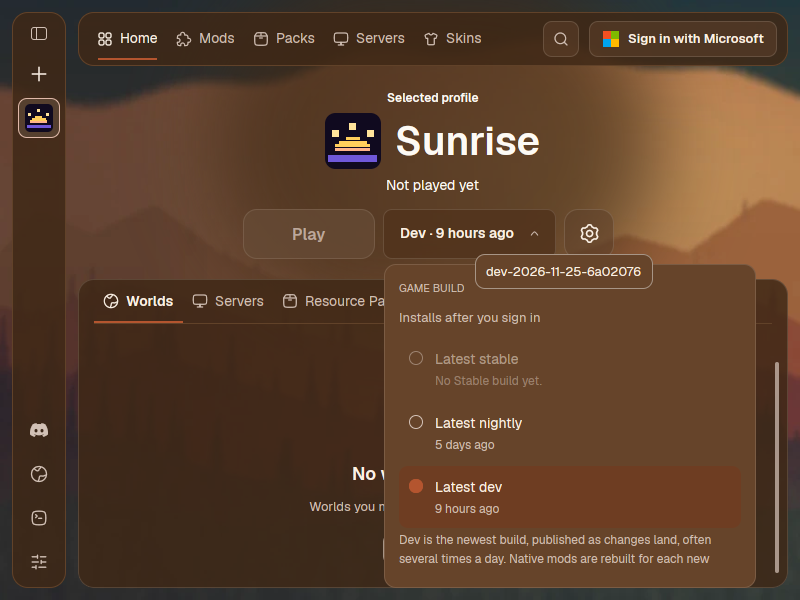 Home
Mods
Packs
Servers
Skins
Sign in with Microsoft
Selected profile
Sunrise
Not played yet
Play
Dev · 9 hours ago
dev-2026-11-25-6a02076
Worlds
Servers
Resource Pa
GAME BUILD
Installs after you sign in
Latest stable
No Stable build yet.
Latest nightly
5 days ago
Latest dev
9 hours ago
Dev is the newest build, published as changes land, often
several times a day. Native mods are rebuilt for each new
No
Worlds you